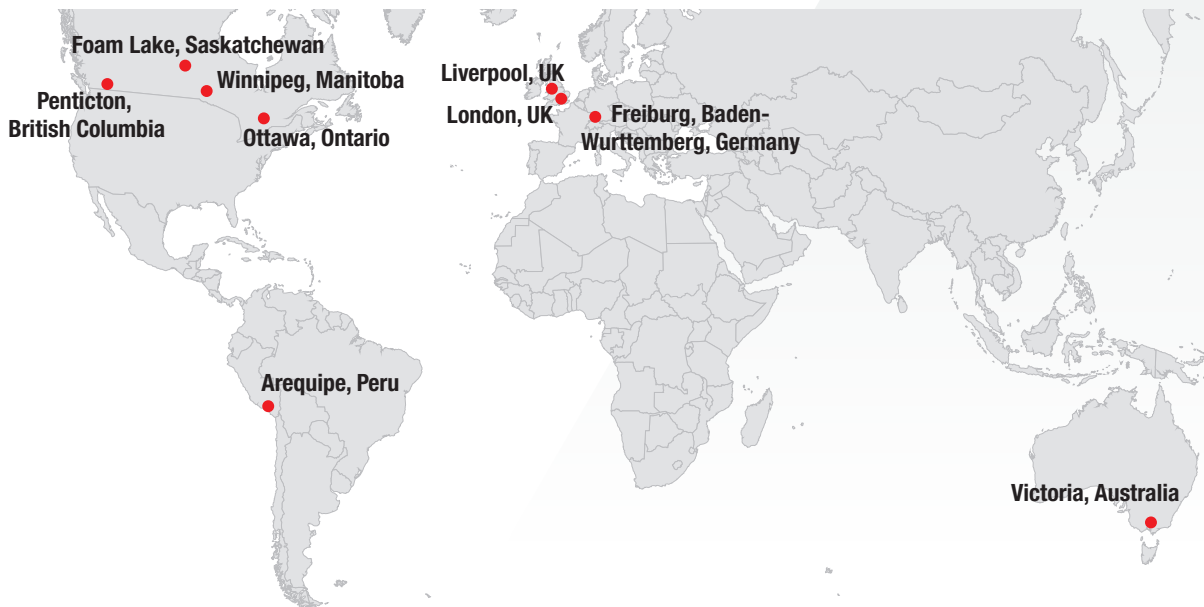 Foam Lake, Saskatchewan
Winnipeg, Manitoba
Penticton,
British Columbia
Ottawa, Ontario
Liverpool, UK
London, UK
Freiburg, Baden-
Wurttemberg, Germany
Arequipe, Peru
Victoria, Australia